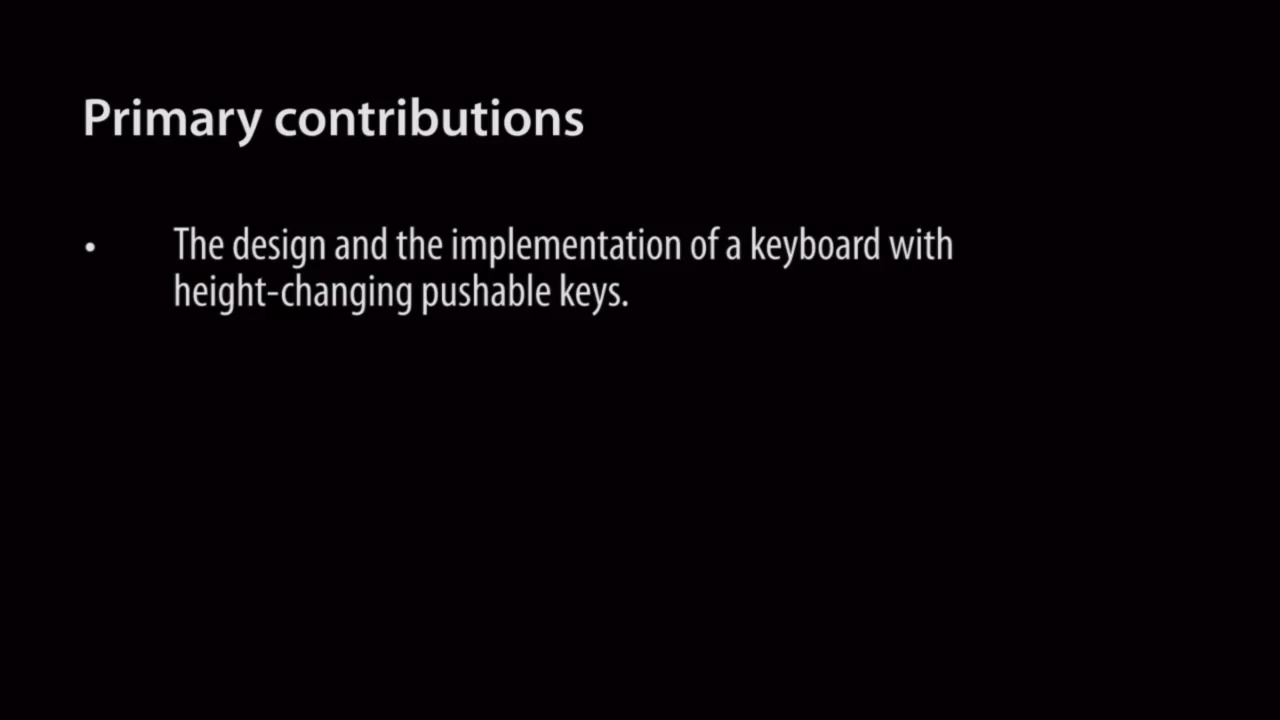 Primary contributions
• The design and the implementation of a keyboard with
height-changing pushable keys.